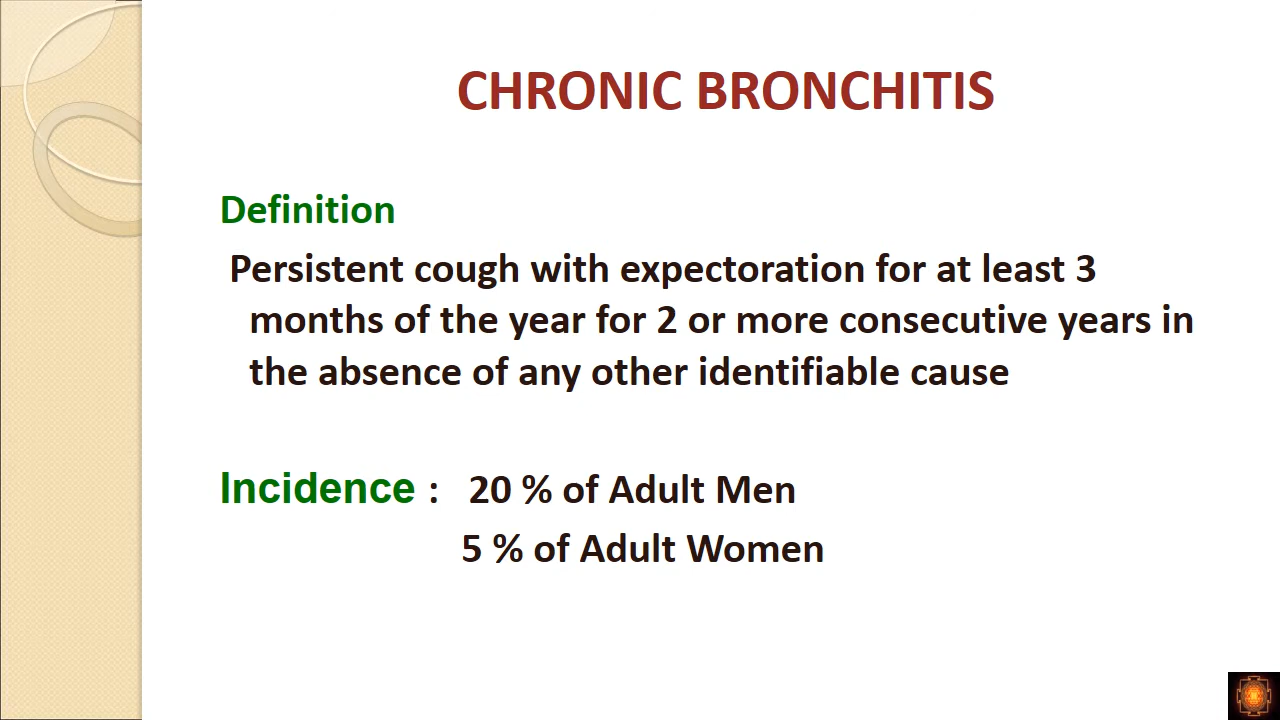 CHRONIC BRONCHITIS
Definition
Persistent cough with expectoration for at least 3
months of the year for 2 or more consecutive years in
the absence of any other identifiable cause
Incidence : 20 % of Adult Men
5 % of Adult Women